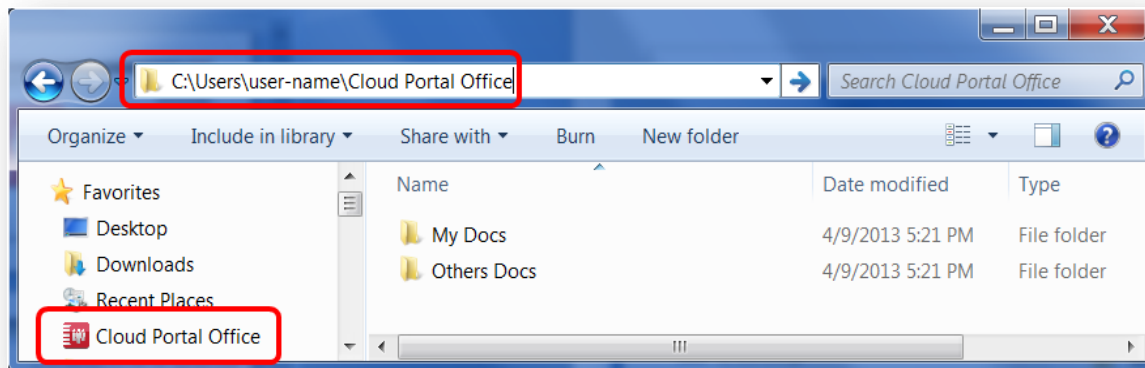 C:\Users\user-name\Cloud Portal Office
Search Cloud Portal Office
Organize Include in library Share with Burn New folder
Favorites
Desktop
Downloads
Recent Places
Cloud Portal Office
Name Date modified Type
My Docs 4/9/2013 5:21 PM File folder
Others Docs 4/9/2013 5:21 PM File folder